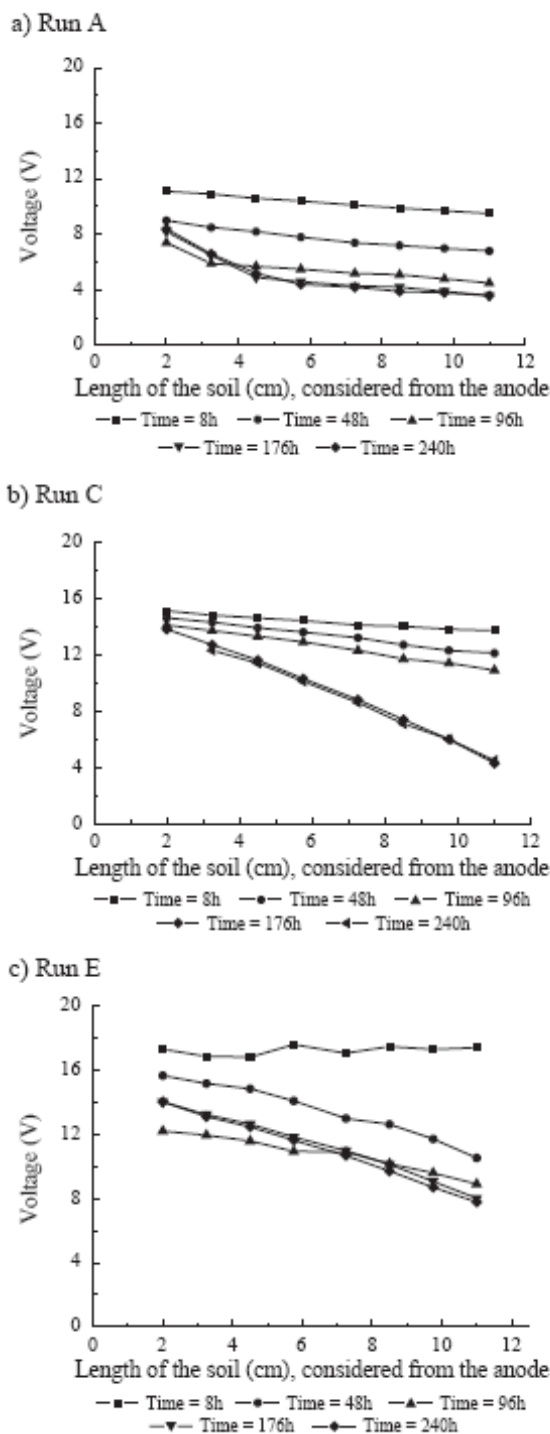 a) Run A
20
16
12
8
4
0
Voltage (V)
0 2 4 6 8 10 12
Length of the soil (cm), considered from the anode
Time = 8h Time = 48h Time = 96h
Time = 176h Time = 240h
b) Run C
20
16
12
8
4
0
Voltage (V)
0 2 4 6 8 10 12
Length of the soil (cm), considered from the anode
Time = 8h Time = 48h Time = 96h
Time = 176h Time = 240h
c) Run E
20
16
12
8
4
0
Voltage (V)
0 2 4 6 8 10 12
Length of the soil (cm), considered from the anode
Time = 8h Time = 48h Time = 96h
Time = 176h Time = 240h